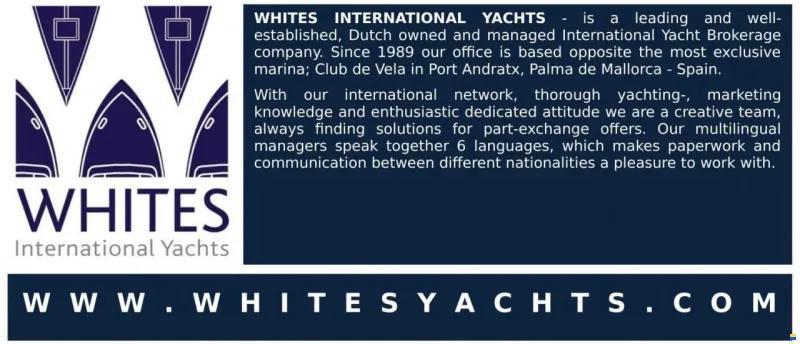 WHITES INTERNATIONAL YACHTS - is a leading and well-
established, Dutch owned and managed International Yacht Brokerage
company. Since 1989 our office is based opposite the most exclusive
marina; Club de Vela in Port Andratx, Palma de Mallorca - Spain.
With our international network, thorough yachting-, marketing
knowledge and enthusiastic dedicated attitude we are a creative team,
always finding solutions for part-exchange offers. Our multilingual
managers speak together 6 languages, which makes paperwork and
communication between different nationalities a pleasure to work with.
WHITES
International Yachts
WWW.WHITESYACHTS.COM